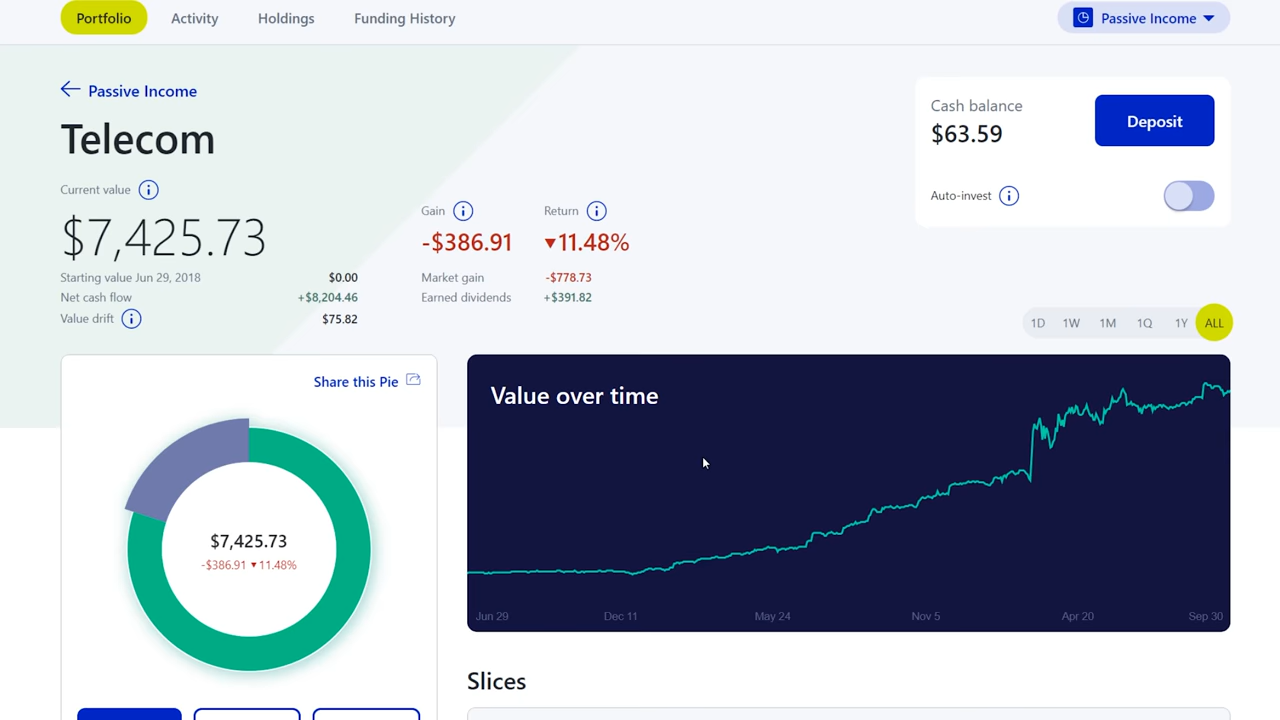 Portfolio
Activity
Holdings
Funding History
Passive Income
Passive Income
Telecom
Current value
$7,425.73
Starting value Jun 29, 2018 $0.00
Net cash flow +$8,204.46
Value drift $75.82
Gain
-$386.91
Return
▼11.48%
Market gain -$778.73
Earned dividends +$391.82
Cash balance
$63.59
Deposit
Auto-invest
1D 1W 1M 1Q 1Y ALL
Share this Pie
$7,425.73
-$386.91 ▼11.48%
Value over time
Jun 29 Dec 11 May 24 Nov 5 Apr 20 Sep 30
Slices